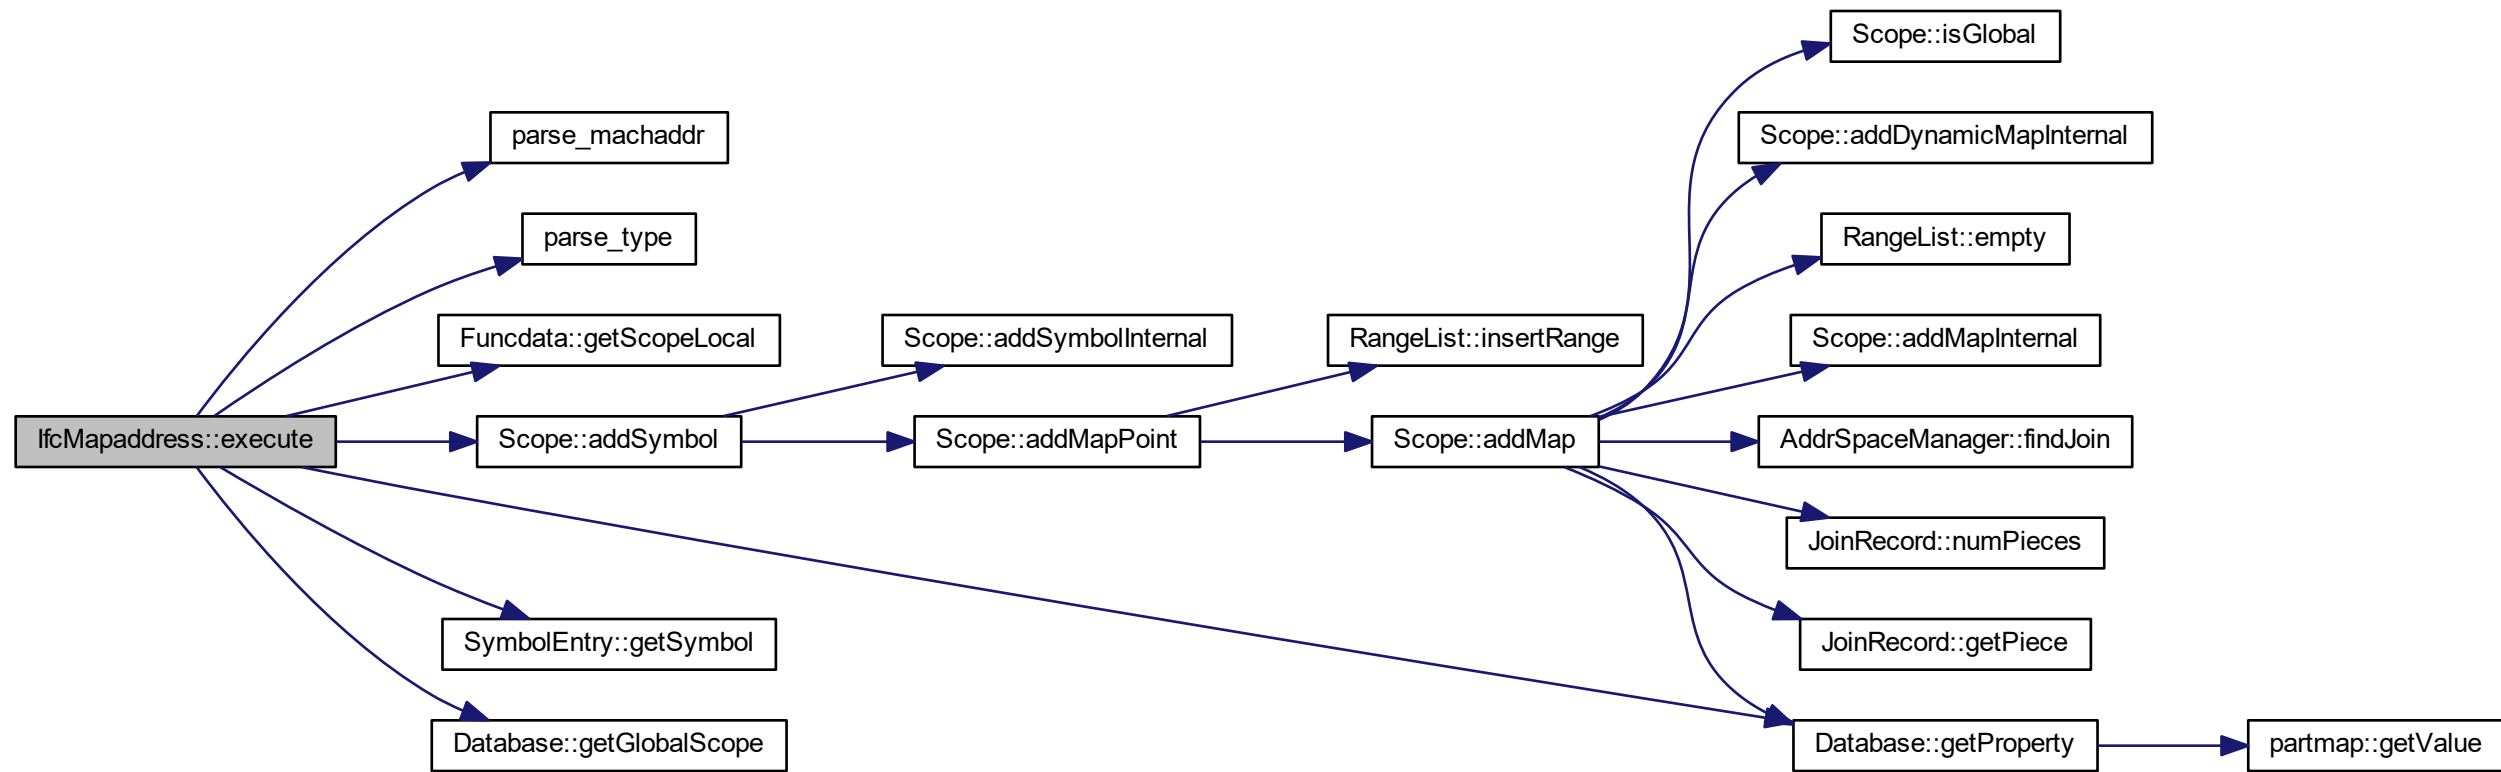 Scope::isGlobal
parse_machaddr
Scope::addDynamicMapInternal
parse_type
RangeList::empty
Funcdata::getScopeLocal
Scope::addSymbolInternal
RangeList::insertRange
Scope::addMapInternal
IfcMapaddress::execute
Scope::addSymbol
Scope::addMapPoint
Scope::addMap
AddrSpaceManager::findJoin
JoinRecord::numPieces
SymbolEntry::getSymbol
JoinRecord::getPiece
Database::getGlobalScope
Database::getProperty
partmap::getValue